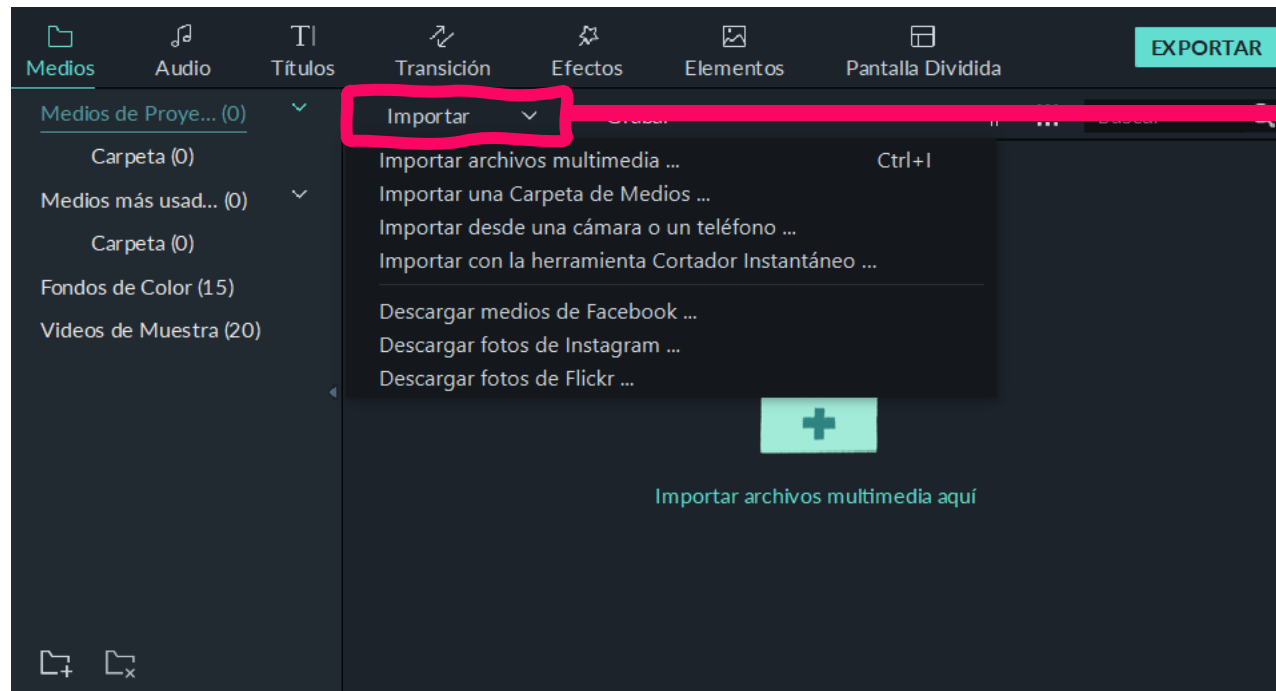 Medios Audio Títulos Transición Efectos Elementos Pantalla Dividida EXPORTAR
Medios de Proye... (0)
Carpeta (0)
Medios más usad... (0)
Carpeta (0)
Fondos de Color (15)
Videos de Muestra (20)
Importar
Importar archivos multimedia ... Ctrl+I
Importar una Carpeta de Medios ...
Importar desde una cámara o un teléfono ...
Importar con la herramienta Cortador Instantáneo ...
Descargar medios de Facebook ...
Descargar fotos de Instagram ...
Descargar fotos de Flickr ...
Importar archivos multimedia aquí